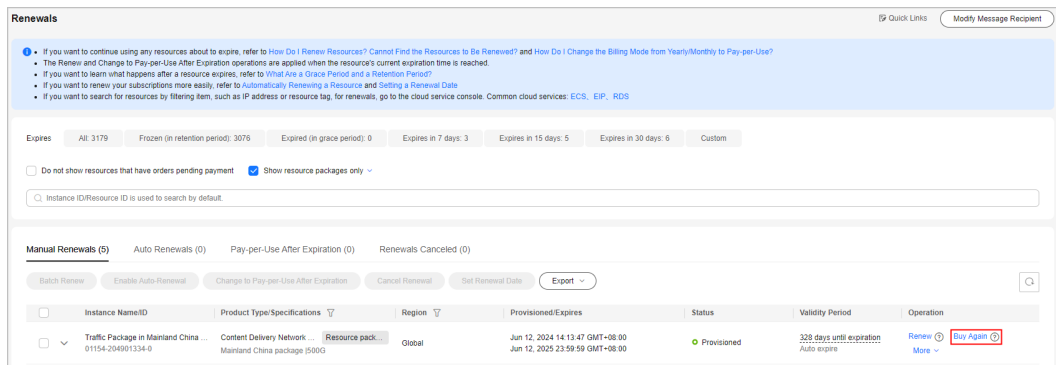 Renewals
Quick Links
Modify Message Recipient
If you want to continue using any resources about to expire, refer to How Do I Renew Resources? Cannot Find the Resources to Be Renewed? and How Do I Change the Billing Mode from Yearly/Monthly to Pay-per-Use?
The Renew and Change to Pay-per-Use After Expiration operations are applied when the resource's current expiration time is reached.
If you want to learn what happens after a resource expires, refer to What Are a Grace Period and a Retention Period?
If you want to renew your subscriptions more easily, refer to Automatically Renewing a Resource and Setting a Renewal Date
If you want to search for resources by filtering item, such as IP address or resource tag, for renewals, go to the cloud service console. Common cloud services: ECS、EIP、RDS
Expires All: 3179 Frozen (in retention period): 3076 Expired (in grace period): 0 Expires in 7 days: 3 Expires in 15 days: 5 Expires in 30 days: 6 Custom
Do not show resources that have orders pending payment Show resource packages only
Instance ID/Resource ID is used to search by default.
Manual Renewals (5) Auto Renewals (0) Pay-per-Use After Expiration (0) Renewals Canceled (0)
Batch Renew Enable Auto-Renewal Change to Pay-per-Use After Expiration Cancel Renewal Set Renewal Date Export
Instance Name/ID Product Type/Specifications Region Provisioned/Expires Status Validity Period Operation
Traffic Package in Mainland China ... Content Delivery Network ... Resource pack... Global Jun 12, 2024 14:13:47 GMT+08:00 Provisioned 328 days until expiration Renew Buy Again
01154-204901334-0 Mainland China package |500G Jun 12, 2025 23:59:59 GMT+08:00 Auto expire More